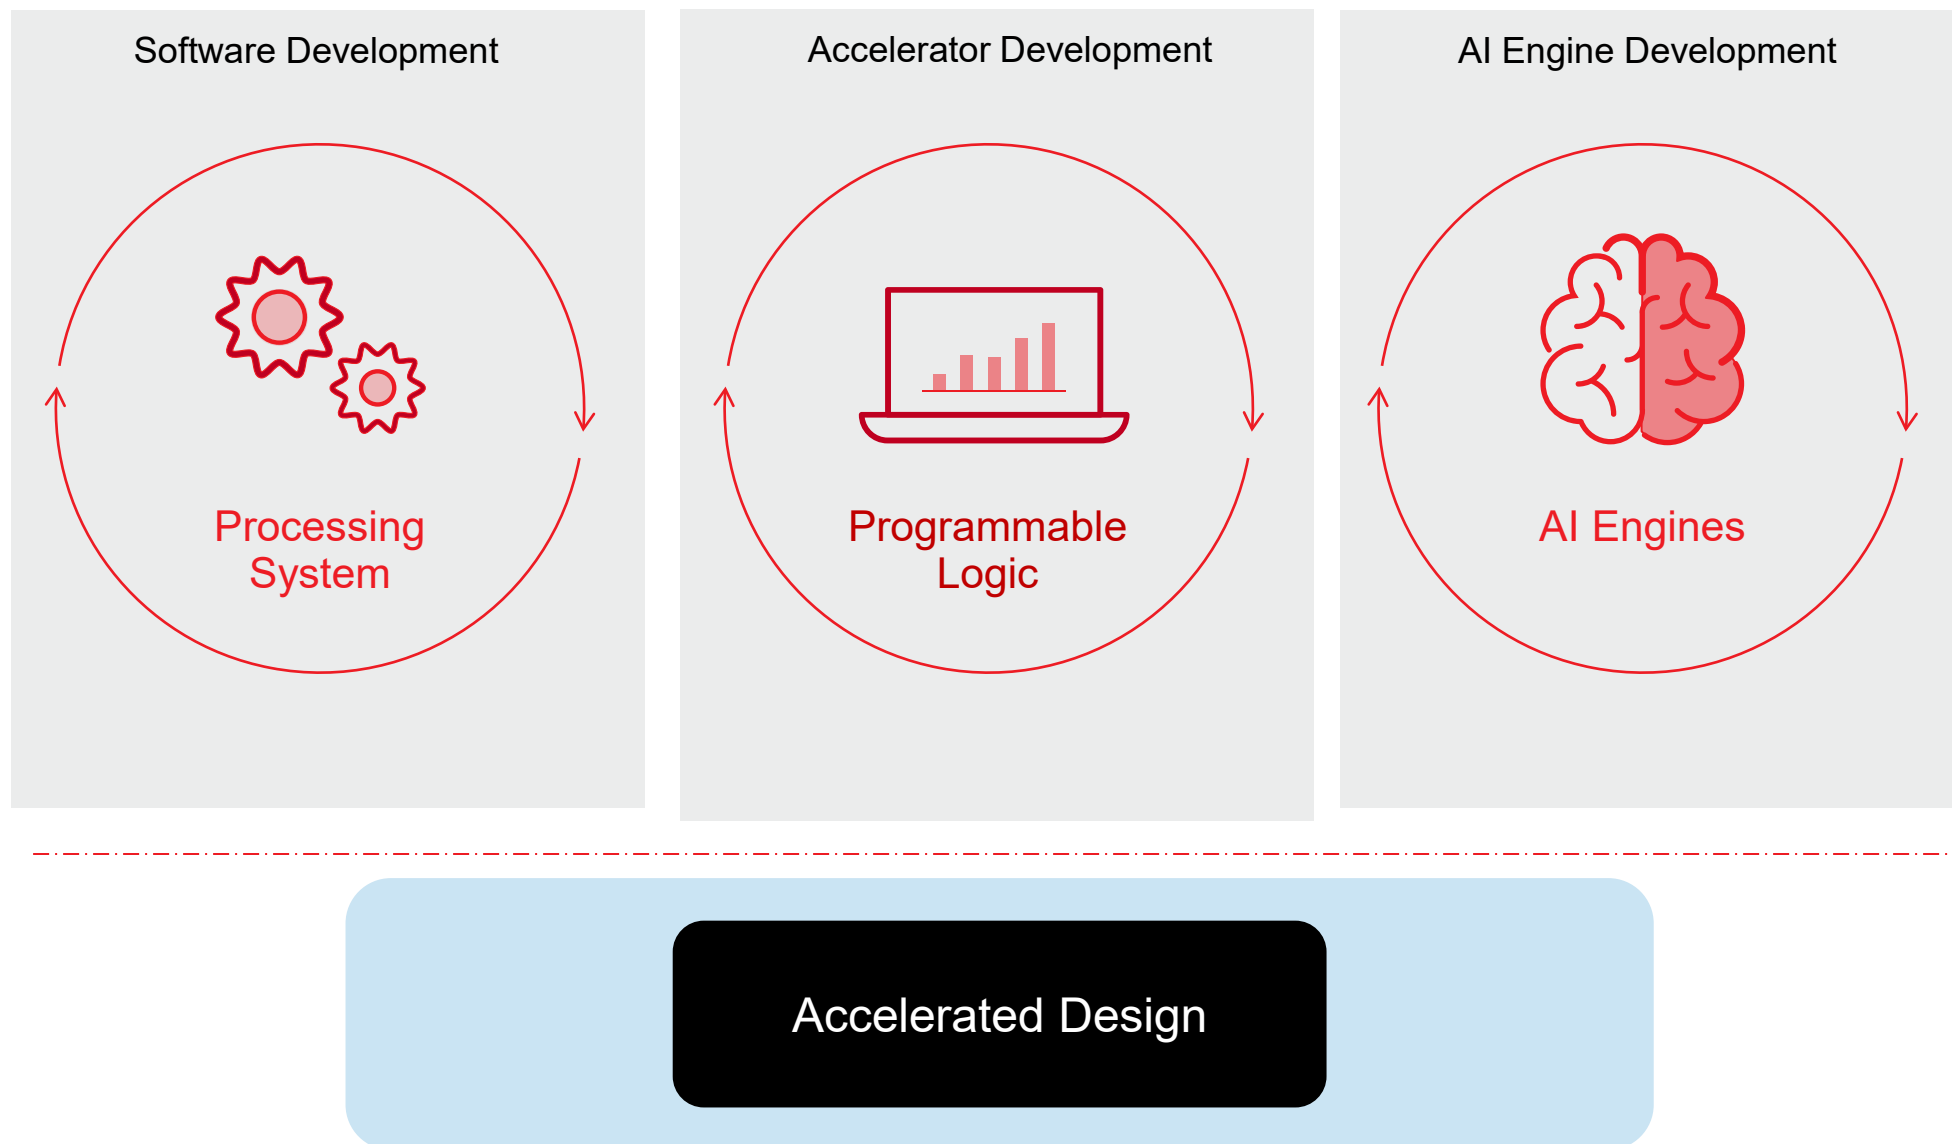 Software Development
Accelerator Development
AI Engine Development
Processing
System
Programmable
Logic
AI Engines
Accelerated Design